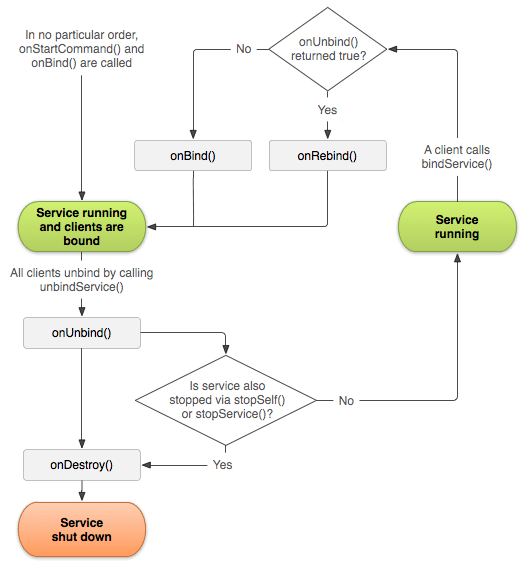 In no particular order,
onStartCommand() and
onBind() are called
onUnbind()
returned true?
No
Yes
A client calls
bindService()
onBind()
onRebind()
Service running
and clients are
bound
Service
running
All clients unbind by calling
unbindService()
onUnbind()
Is service also
stopped via stopSelf()
or stopService()?
No
Yes
onDestroy()
Service
shut down